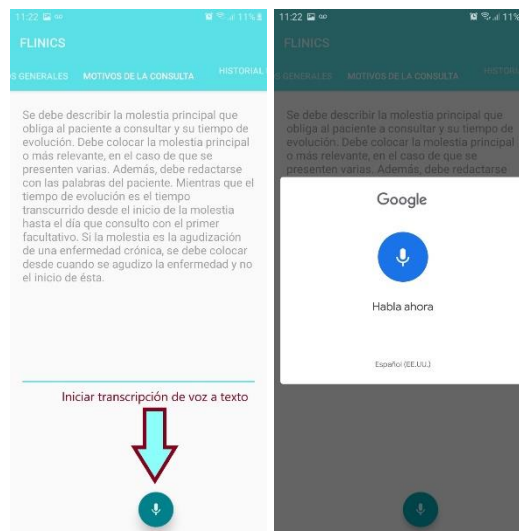 11:22 11%
FLINICS
S GENERALES MOTIVOS DE LA CONSULTA HISTORIAL
Se debe describir la molestia principal que
obliga al paciente a consultar y su tiempo de
evolución. Debe colocar la molestia principal
o más relevante, en el caso de que se
presenten varias. Además, debe redactarse
con las palabras del paciente. Mientras que el
tiempo de evolución es el tiempo
transcurrido desde el inicio de la molestia
hasta el día que consulto con el primer
facultativo. Si la molestia es la agudización
de una enfermedad crónica, se debe colocar
desde cuando se agudizo la enfermedad y no
el inicio de ésta.
Iniciar transcripción de voz a texto
11:22 11%
FLINICS
S GENERALES MOTIVOS DE LA CONSULTA HISTORI
Se debe describir la molestia principal que
obliga al paciente a consultar y su tiempo de
evolución. Debe colocar la molestia principal
o más relevante, en el caso de que se
presenten varias. Además, debe redactarse
Google
Habla ahora
Español (EE.UU.)